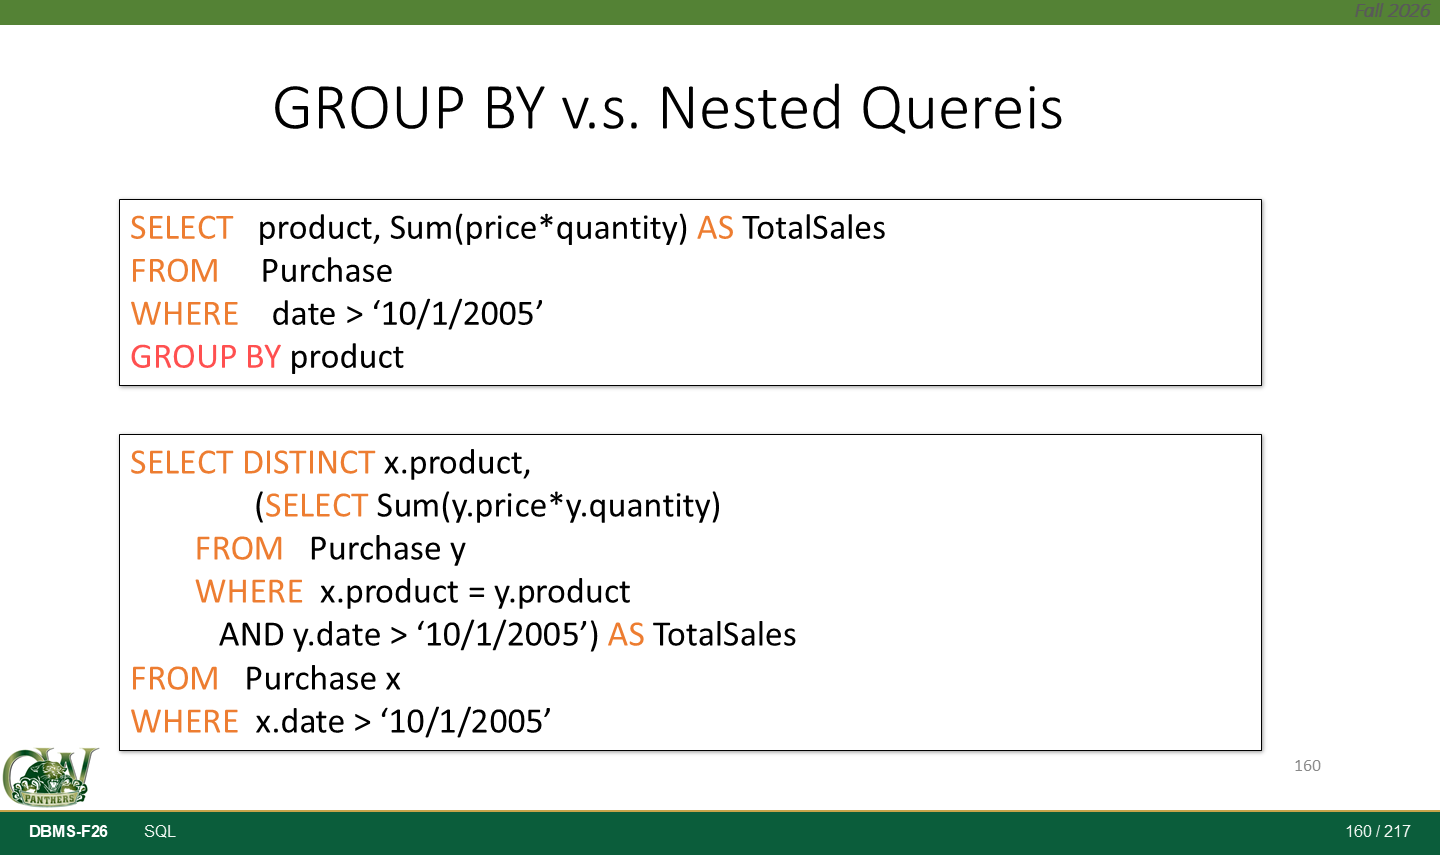 Fall 2026
GROUP BY v.s. Nested Quereis
SELECT product, Sum(price*quantity) AS TotalSales
FROM Purchase
WHERE date > ‘10/1/2005’
GROUP BY product
SELECT DISTINCT x.product,
(SELECT Sum(y.price*y.quantity)
FROM Purchase y
WHERE x.product = y.product
AND y.date > ‘10/1/2005’) AS TotalSales
FROM Purchase x
WHERE x.date > ‘10/1/2005’
160
OW
PANTHERS
DBMS-F26 SQL 160 / 217